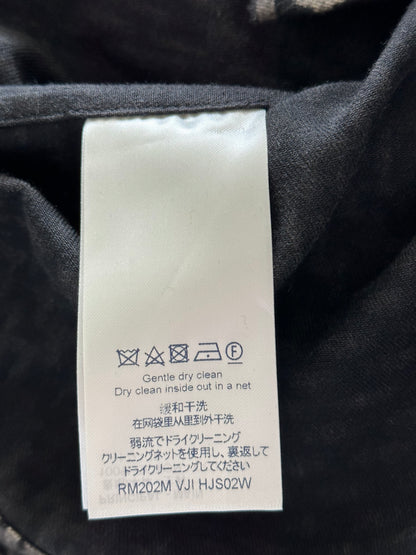 F
Gentle dry clean
Dry clean inside out in a net
缓和干洗
在网袋里从里到外干洗
弱流でドライクリーニング
クリーニングネットを使用し、裏返して
ドライクリーニングしてください
RM202M VJI HJS02W